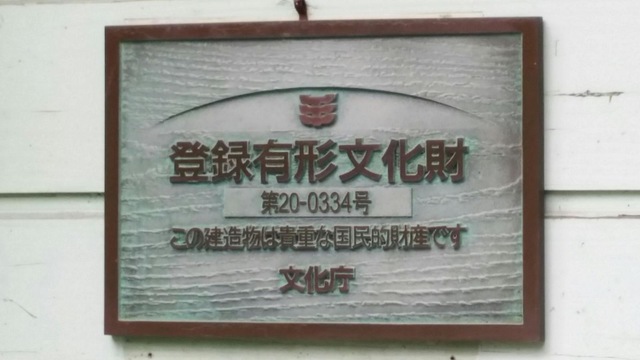 登録有形文化財
第20-0334号
この建造物は貴重な国民的財産です
文化庁